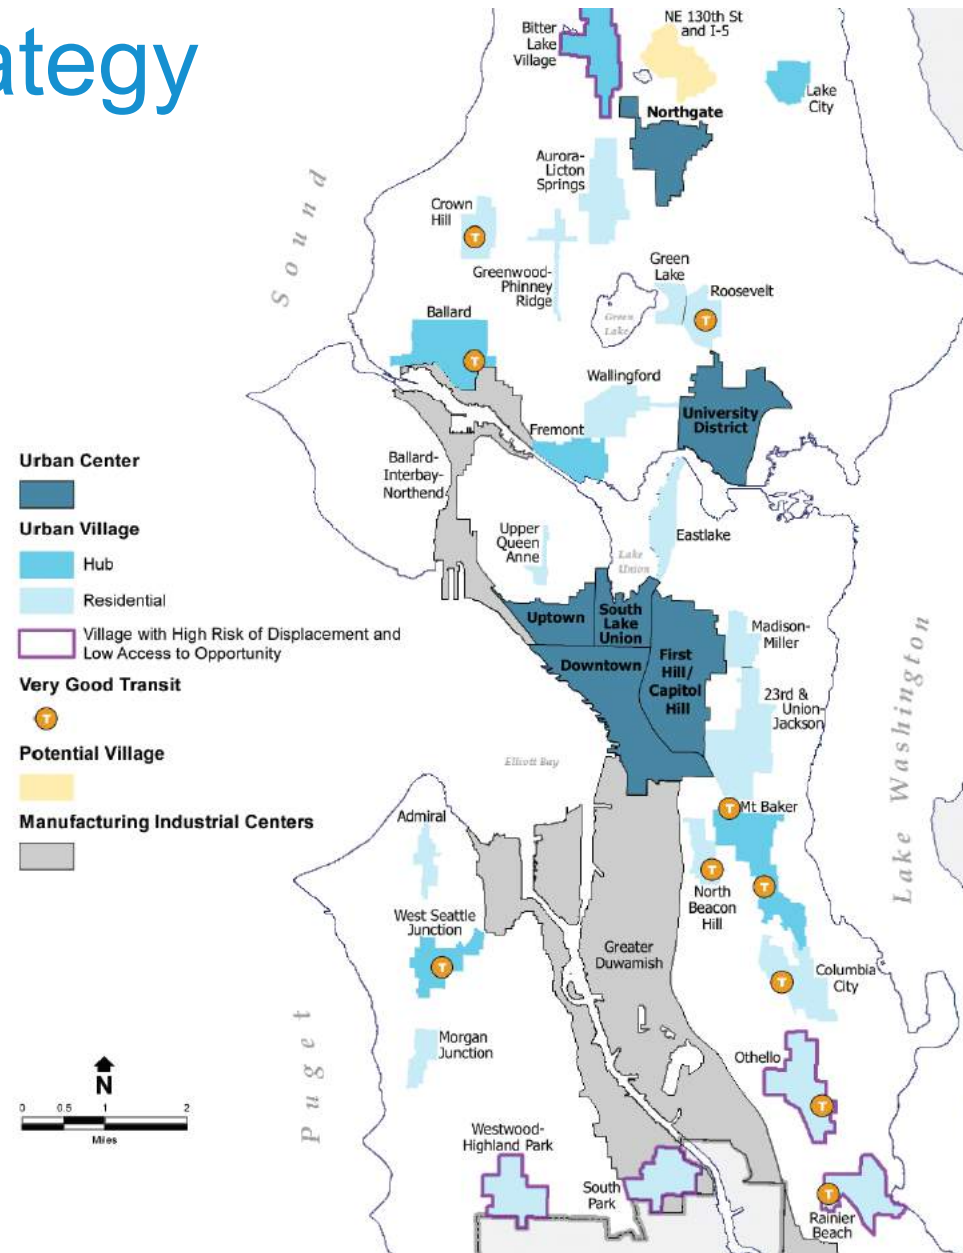 ategy
Bitter
Lake
Village
NE 130th St
and I-5
Lake
City
Northgate
Aurora-
Licton
Springs
Crown
Hill
T
Greenwood-
Phinney
Ridge
Green
Lake
Roosevelt
T
Green
Lake
Sound
Ballard
T
Wallingford
University
District
Fremont
Ballard-
Interbay-
Northend
Upper
Queen
Anne
Eastlake
Lake
Union
Urban Center
Urban Village
Hub
Residential
Village with High Risk of Displacement and
Low Access to Opportunity
Very Good Transit
T
Potential Village
Manufacturing Industrial Centers
Uptown
South
Lake
Union
Downtown
First
Hill/
Capitol
Hill
Madison-
Miller
23rd &
Union-
Jackson
Lake Washington
Elliott Bay
Admiral
T
Mt Baker
T
North
Beacon
Hill
T
West Seattle
Junction
T
Greater
Duwamish
Columbia
City
T
Morgan
Junction
Othello
T
Puget
N
0 0.5 1 2
Miles
Westwood-
Highland Park
South
Park
T
Rainier
Beach